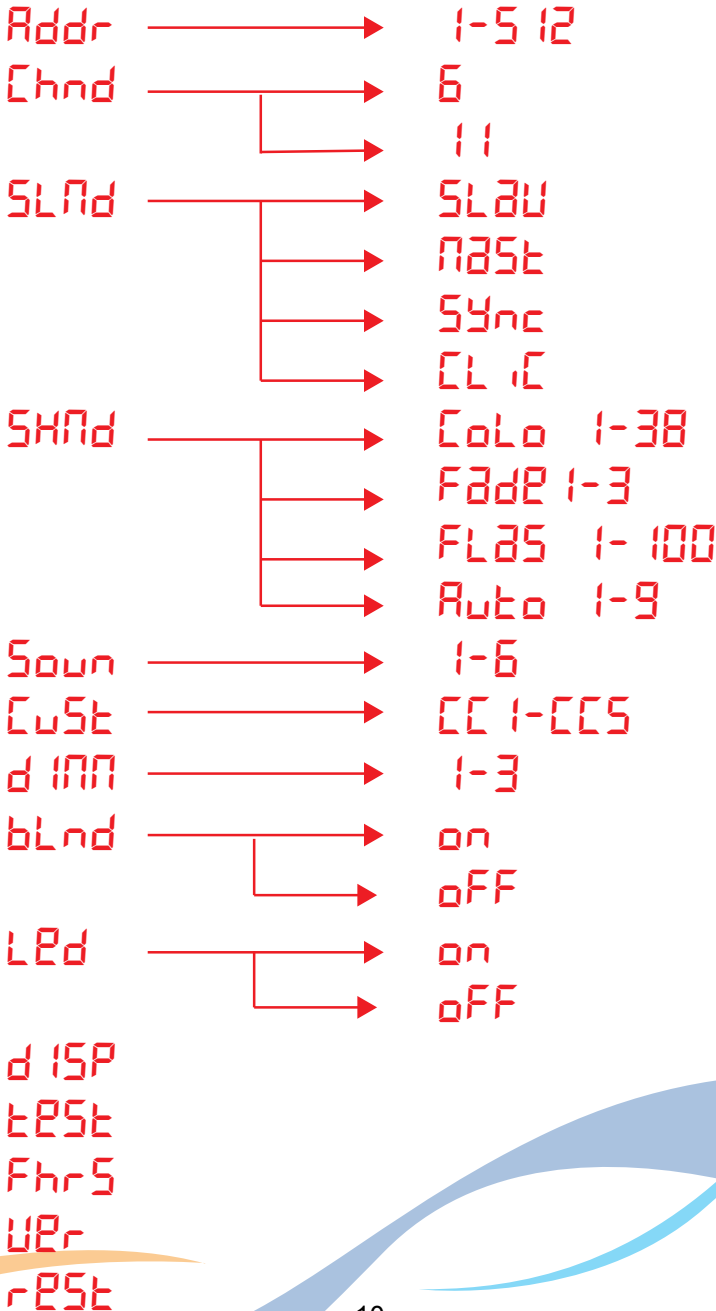 Addr 1-512
Chnd 6
11
SLMd SLaU
MaSt
SYnc
CLiC
SHMd CoLo 1-38
Fade 1-3
FLaS 1-100
Auto 1-9
Soun 1-6
CuSt CC1-CC5
diMM 1-3
bLnd on
oFF
Led on
oFF
diSP
teSt
FhrS
Uer
reSt